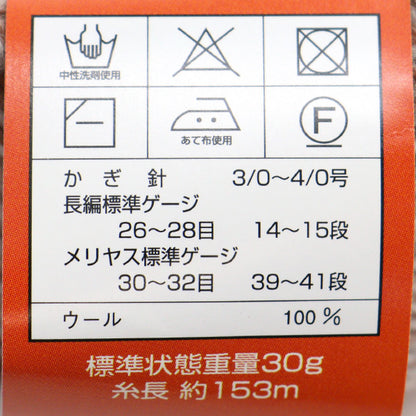 中性洗剤使用
あて布使用
F
かぎ針 3/0～4/0号
長編標準ゲージ
26～28目 14～15段
メリヤス標準ゲージ
30～32目 39～41段
ウール 100%
標準状態重量30g
糸長 約153m